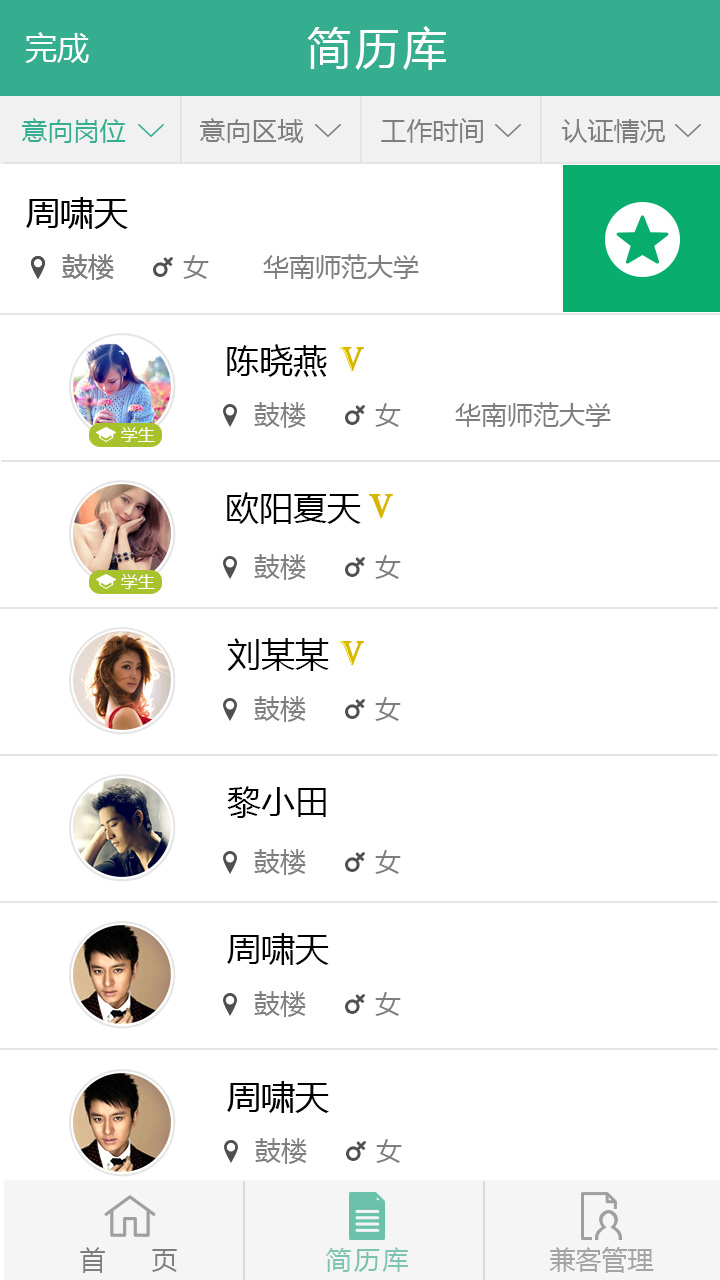 完成 简历库
意向岗位 意向区域 工作时间 认证情况
周啸天
鼓楼 女 华南师范大学
陈晓燕 V
鼓楼 女 华南师范大学
学生
欧阳夏天 V
鼓楼 女
学生
刘某某 V
鼓楼 女
黎小田
鼓楼 女
周啸天
鼓楼 女
周啸天
鼓楼 女
首 页 简历库 兼客管理